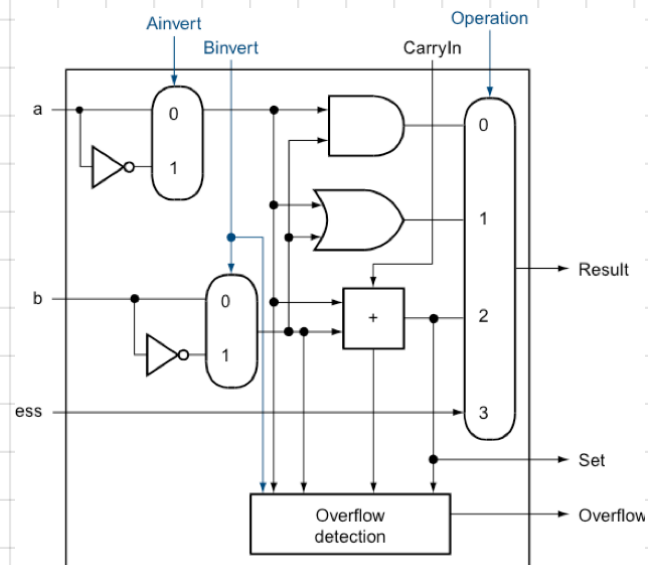 Operation
Ainvert
Binvert
CarryIn
a
0
1
0
1
Result
b
0
1
+
2
ess
3
Set
Overflow
Overflow
detection